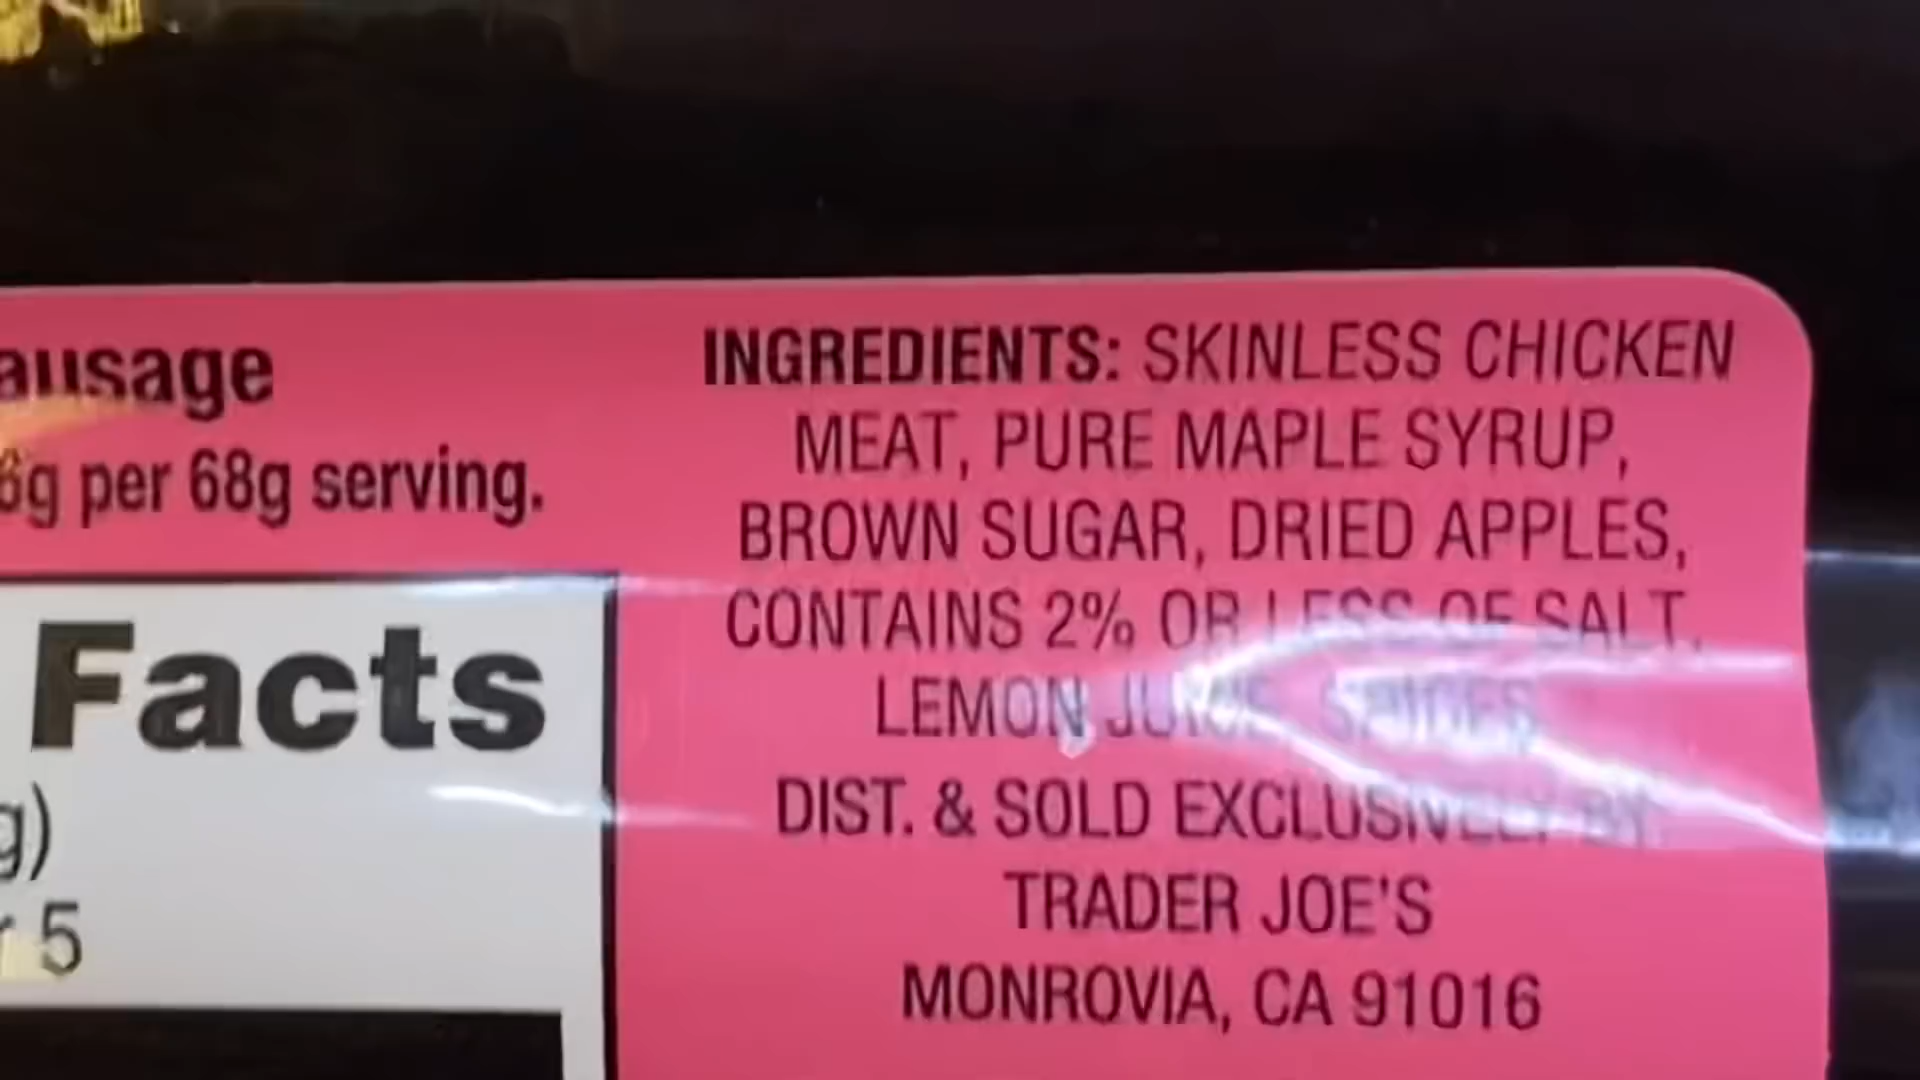 ausage
6g per 68g serving.
Facts
g)
5
INGREDIENTS: SKINLESS CHICKEN
MEAT, PURE MAPLE SYRUP,
BROWN SUGAR, DRIED APPLES,
CONTAINS 2% OR LESS OF SALT,
LEMON JUICE, SPICES
DIST. & SOLD EXCLUSIVELY BY:
TRADER JOE'S
MONROVIA, CA 91016